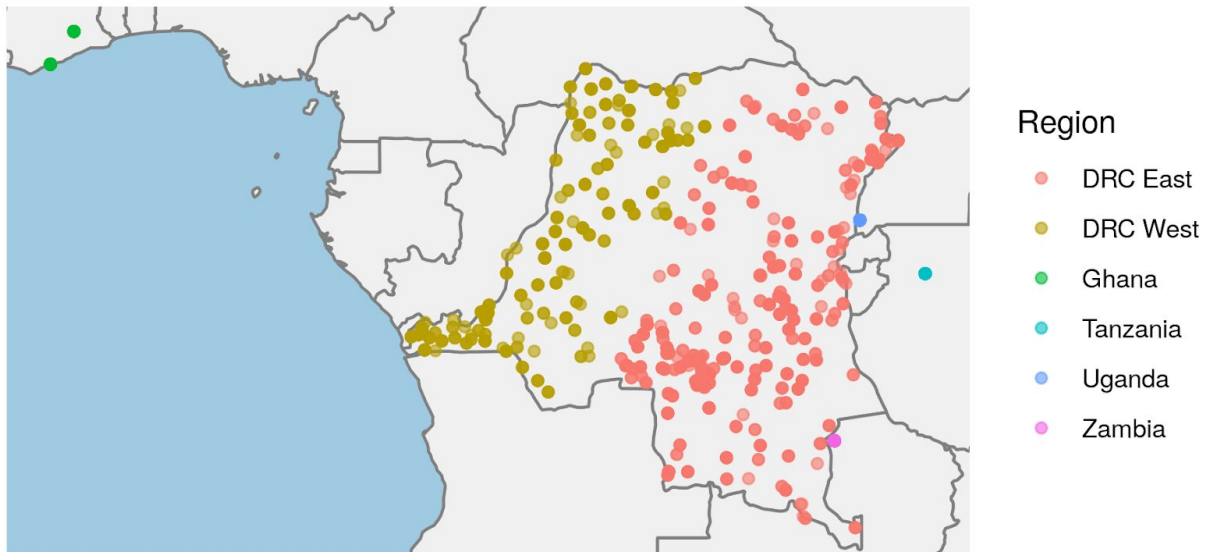 Region
DRC East
DRC West
Ghana
Tanzania
Uganda
Zambia